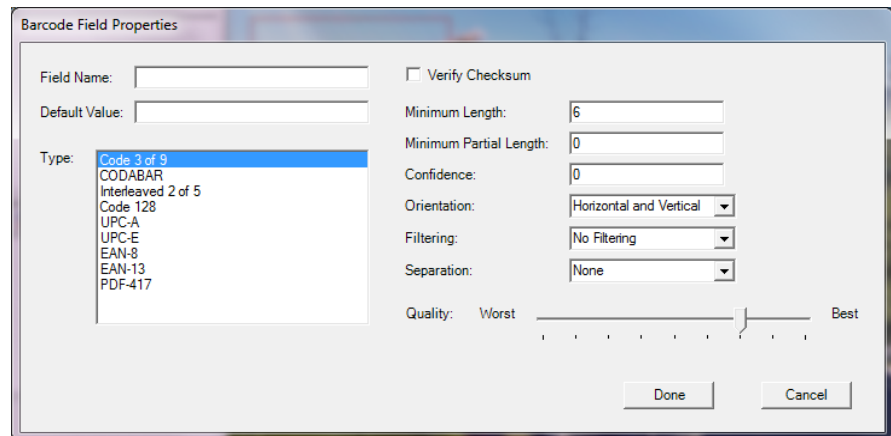 Barcode Field Properties
Field Name:
Default Value:
Type:
Code 3 of 9
CODABAR
Interleaved 2 of 5
Code 128
UPC-A
UPC-E
EAN-8
EAN-13
PDF-417
Verify Checksum
Minimum Length: 6
Minimum Partial Length: 0
Confidence: 0
Orientation: Horizontal and Vertical
Filtering: No Filtering
Separation: None
Quality: Worst Best
Done Cancel